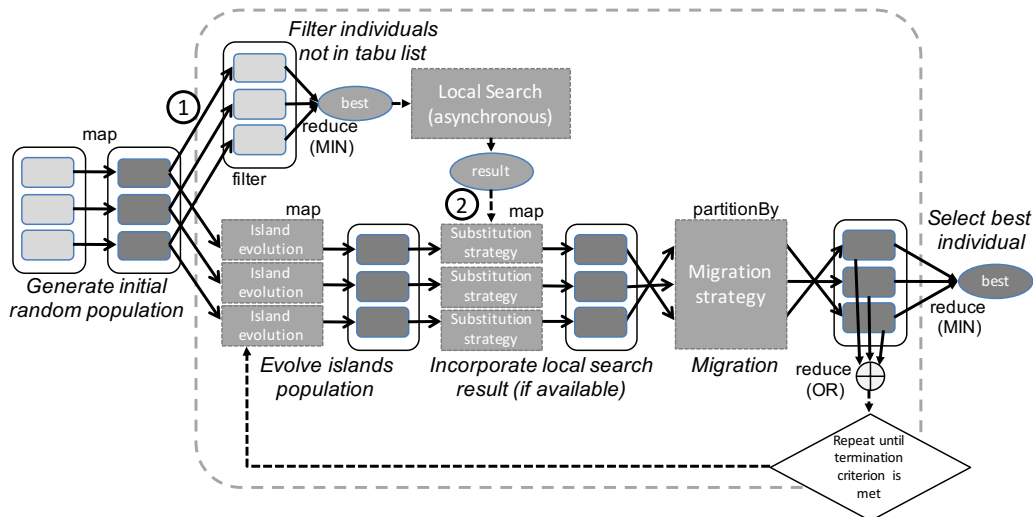 Filter individuals
not in tabu list
1
best
Local Search
(asynchronous)
reduce
(MIN)
map
filter
result
2
map
map
partitionBy
Select best
individual
Island
evolution
Substitution
strategy
Island
evolution
Substitution
strategy
Island
evolution
Substitution
strategy
Migration
strategy
best
reduce
(MIN)
Generate initial
random population
Evolve islands
population
Incorporate local search
result (if available)
Migration
reduce
(OR)
Repeat until
termination
criterion is
met